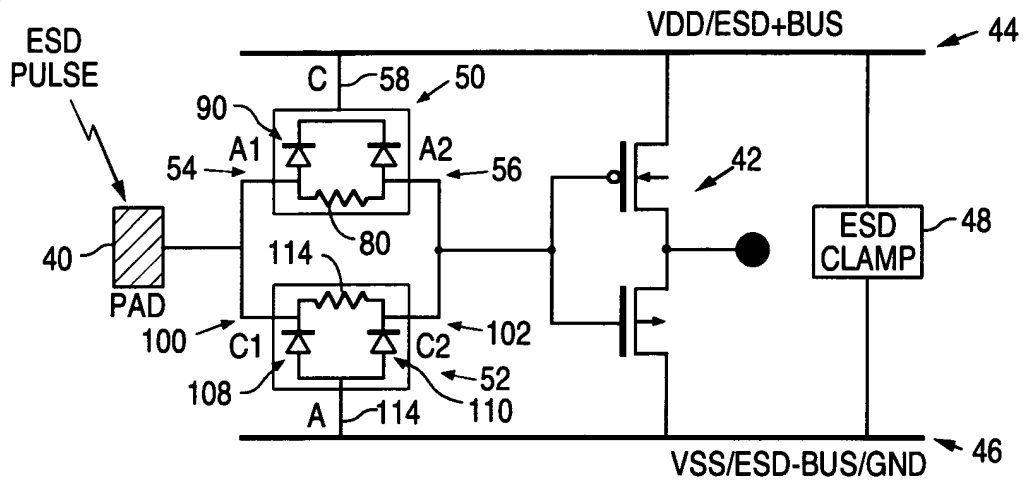 VDD/ESD+BUS
44
ESD
PULSE
C
58
50
90
A1
A2
54
56
42
40
80
ESD
CLAMP
48
114
PAD
100
C1
C2
102
108
110
52
A
114
46
VSS/ESD-BUS/GND